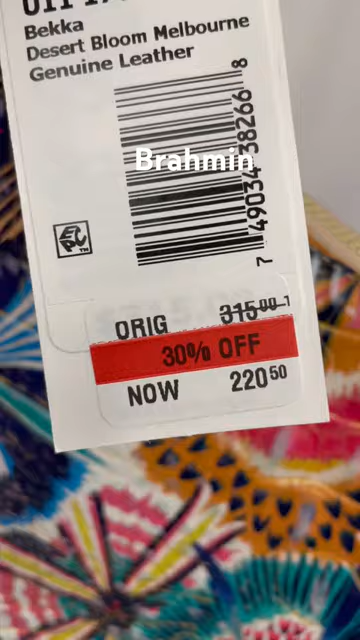 Bekka
Desert Bloom Melbourne
Genuine Leather
Brahmin
7 49034 38266 8
EPC
ORIG 315 00
30% OFF
NOW 220 50